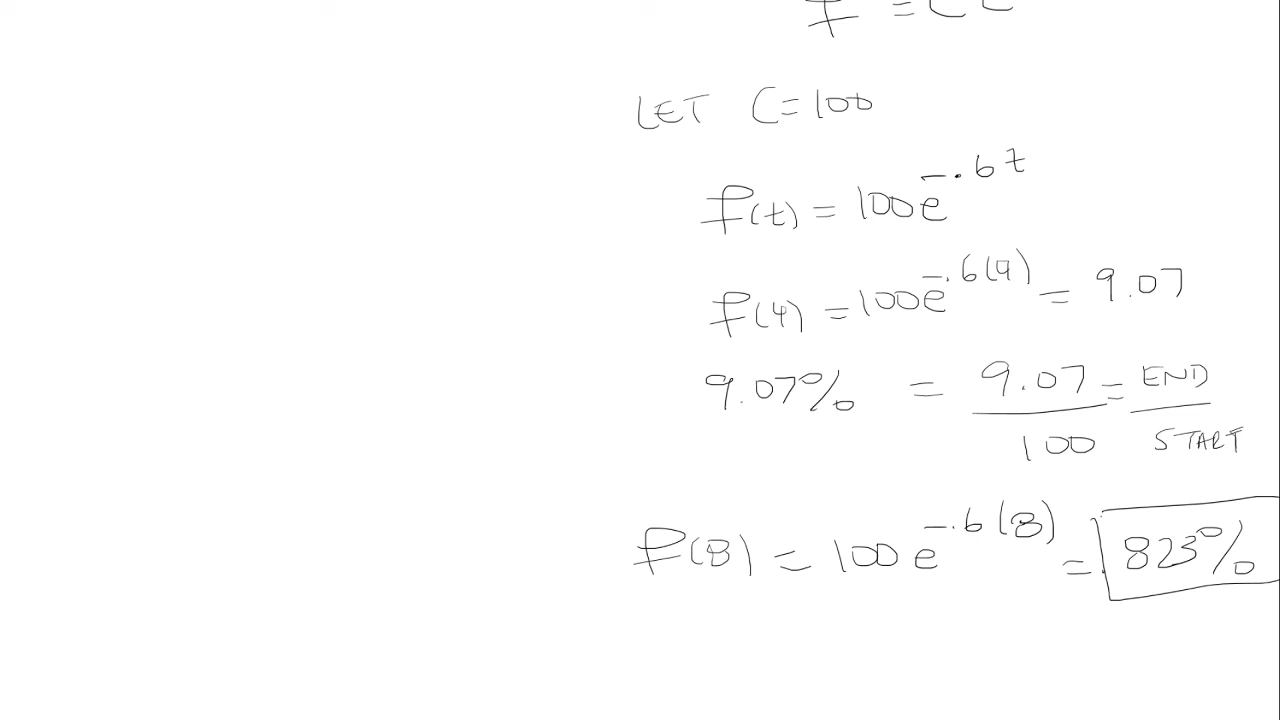 LET C=100
f(t) = 100e^-.6t
f(4) = 100e^-.6(4) = 9.07
9.07% = 9.07/100 = END/START
f(8) = 100e^-.6(8) = .823%